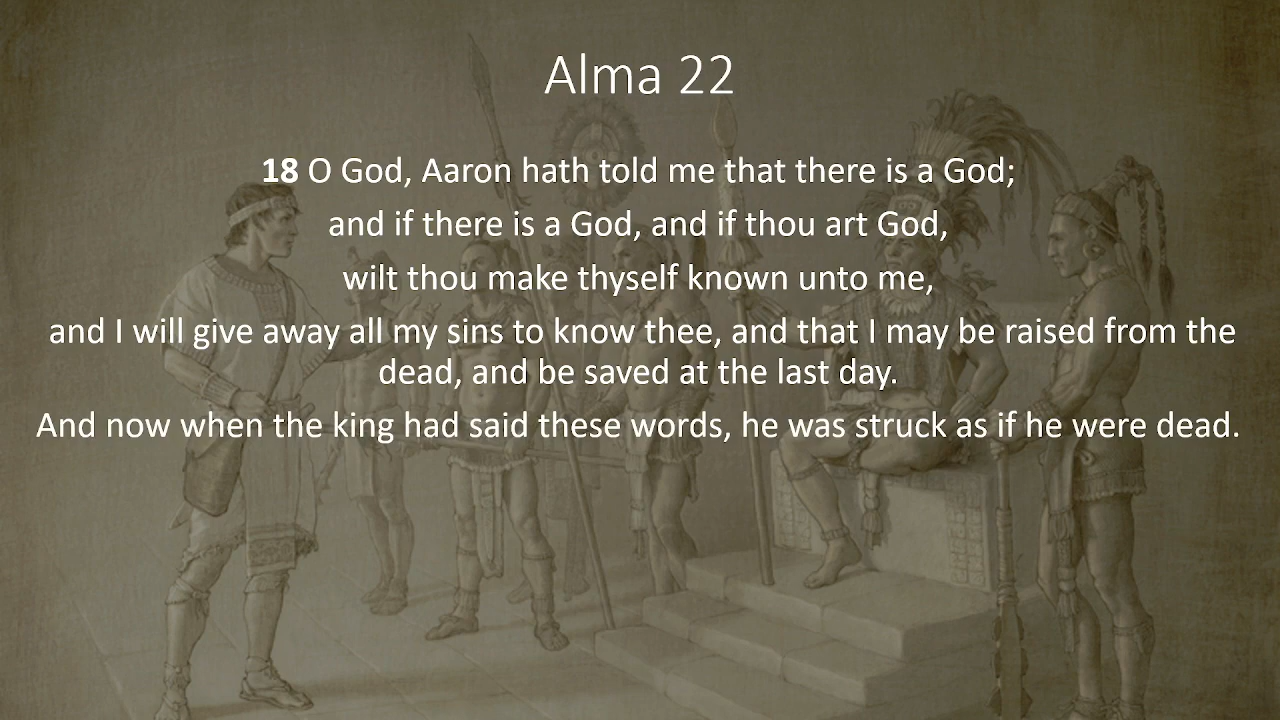 Alma 22
18 O God, Aaron hath told me that there is a God;
and if there is a God, and if thou art God,
wilt thou make thyself known unto me,
and I will give away all my sins to know thee, and that I may be raised from the
dead, and be saved at the last day.
And now when the king had said these words, he was struck as if he were dead.